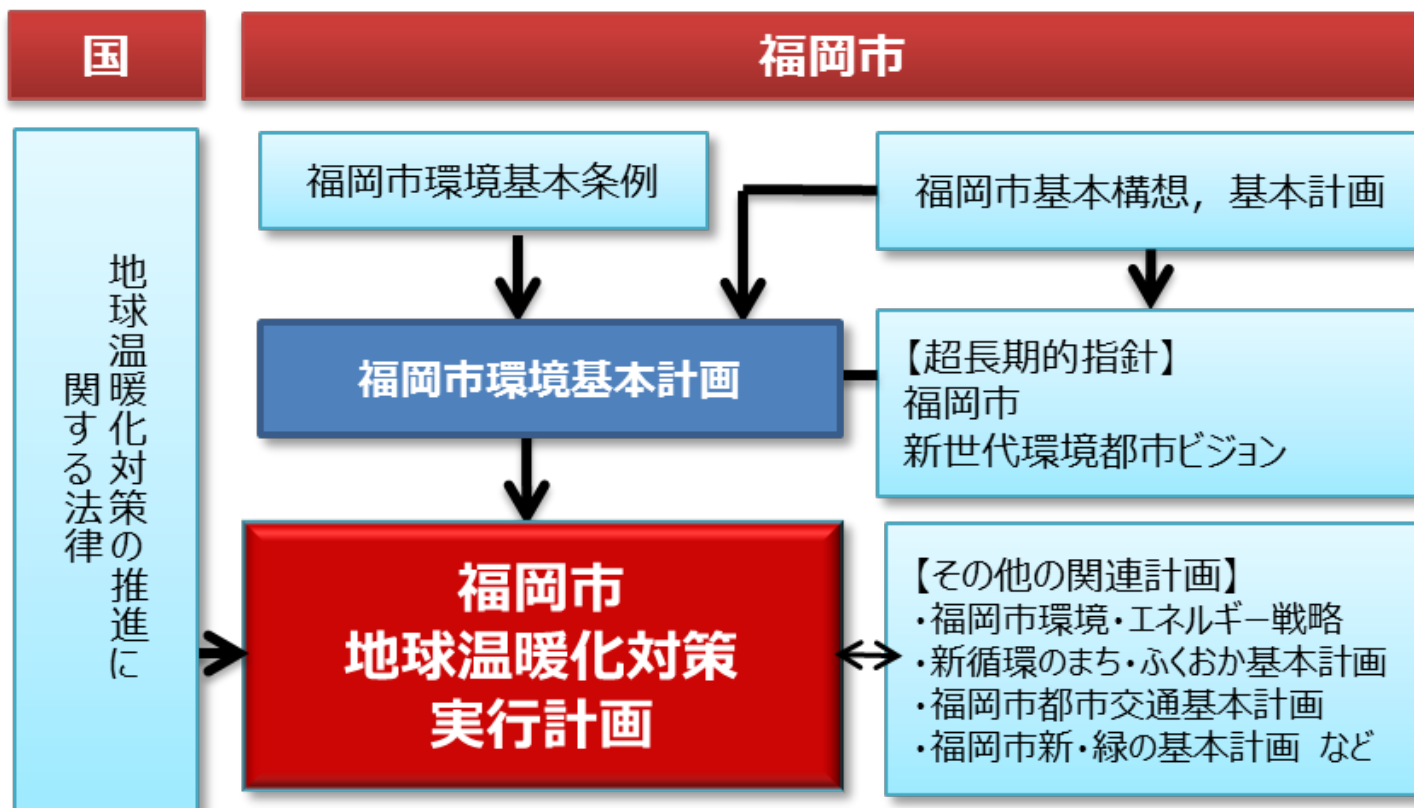 国
福岡市
地球温暖化対策の推進に
関する法律
福岡市環境基本条例
福岡市基本構想，基本計画
福岡市環境基本計画
【超長期的指針】
福岡市
新世代環境都市ビジョン
福岡市
地球温暖化対策
実行計画
【その他の関連計画】
・福岡市環境・エネルギー戦略
・新循環のまち・ふくおか基本計画
・福岡市都市交通基本計画
・福岡市新・緑の基本計画 など